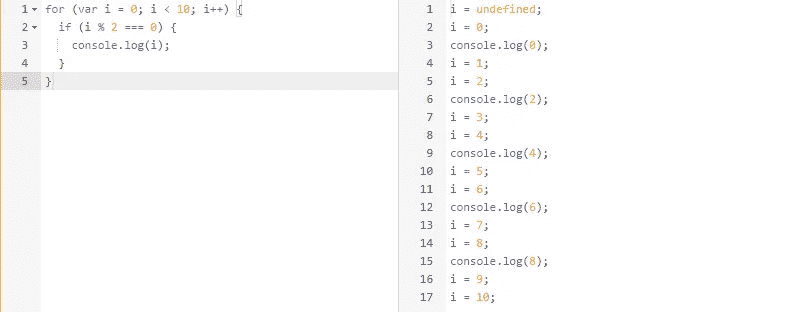 1 for (var i = 0; i < 10; i++) {
2 if (i % 2 === 0) {
3 console.log(i);
4 }
5 }
1 i = undefined;
2 i = 0;
3 console.log(0);
4 i = 1;
5 i = 2;
6 console.log(2);
7 i = 3;
8 i = 4;
9 console.log(4);
10 i = 5;
11 i = 6;
12 console.log(6);
13 i = 7;
14 i = 8;
15 console.log(8);
16 i = 9;
17 i = 10;